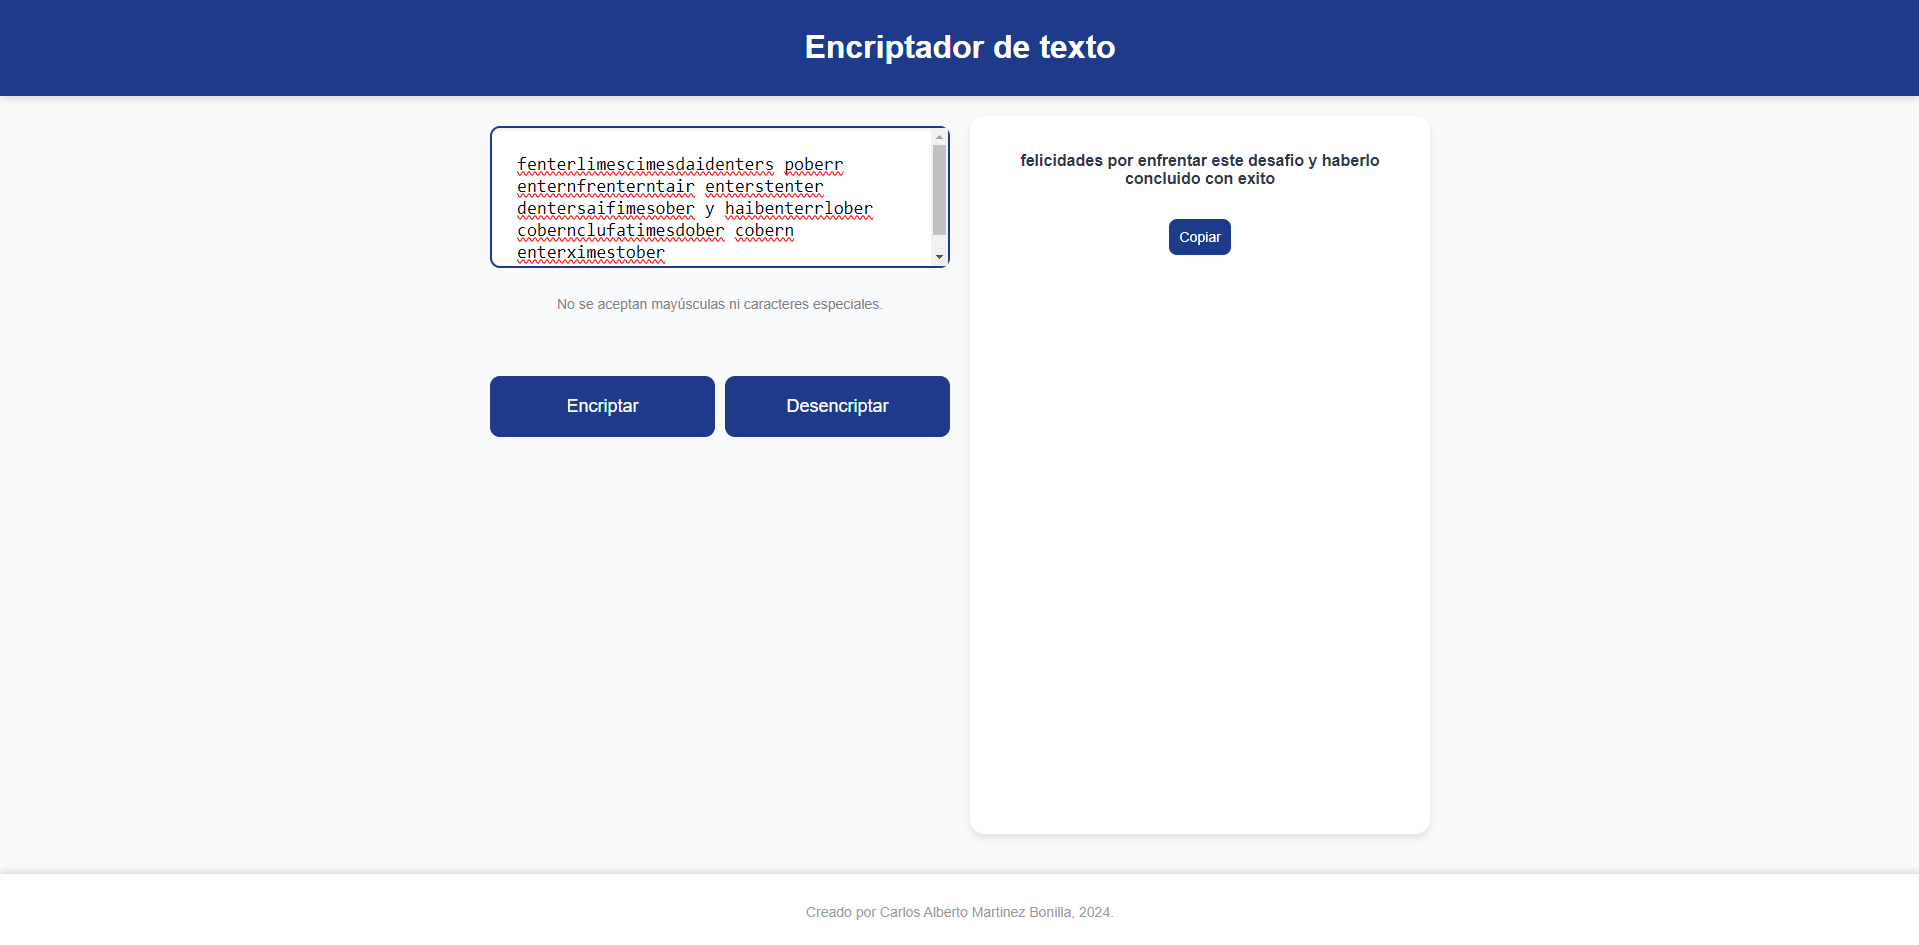 Encriptador de texto
fenterlimescimesdaidenters poberr
enternfrenterntair enterstenter
dentersaifimesober y haibenterrlober
cobernclufatimesdober cobern
enterximestober
No se aceptan mayúsculas ni caracteres especiales.
Encriptar
Desencriptar
felicidades por enfrentar este desafio y haberlo
concluido con exito
Copiar
Creado por Carlos Alberto Martinez Bonilla, 2024.